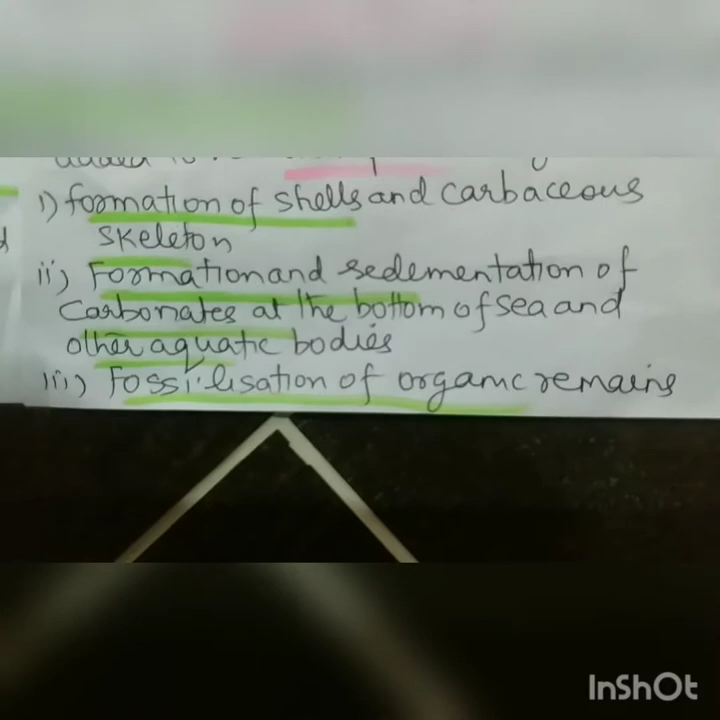 i) formation of shells and carbaceous
skeleton
ii) Formation and sedementation of
Carbonates at the bottom of sea and
other aquatic bodies
iii) Fossilisation of organic remains
InShOt